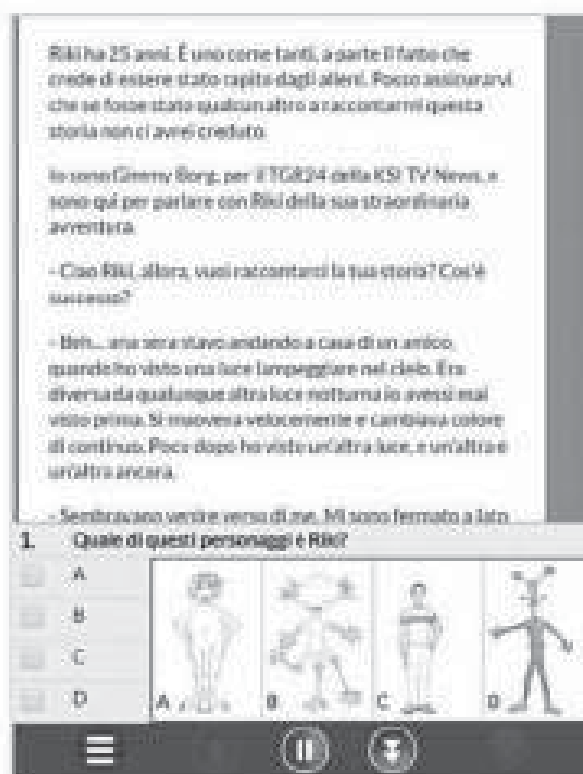 Riki ha 25 anni. É uno come tanti, a parte il fatto che
crede di essere stato rapito dagli alieni. Posso assicurarvi
che se fosse stato qualcun altro a raccontarmi questa
storia non ci avrei creduto.
Io sono Gimmy Borg, per il TG824 della KSI TV News, e
sono qui per parlare con Riki della sua straordinaria
avventura.
- Ciao Riki, allora, vuoi raccontarci la tua storia? Cos'è
successo?
- Beh... una sera stavo andando a casa di un amico,
quando ho visto una luce lampeggiare nel cielo. Era
diversa da qualunque altra luce notturna io avessi mai
visto prima. Si muoveva velocemente e cambiava colore
di continuo. Poco dopo ho visto un'altra luce, e un'altra e
un'altra ancora.
- Sembravano venire verso di me. Mi sono fermato a lato
1. Quale di questi personaggi è Riki?
A
B
C
D
A B C D